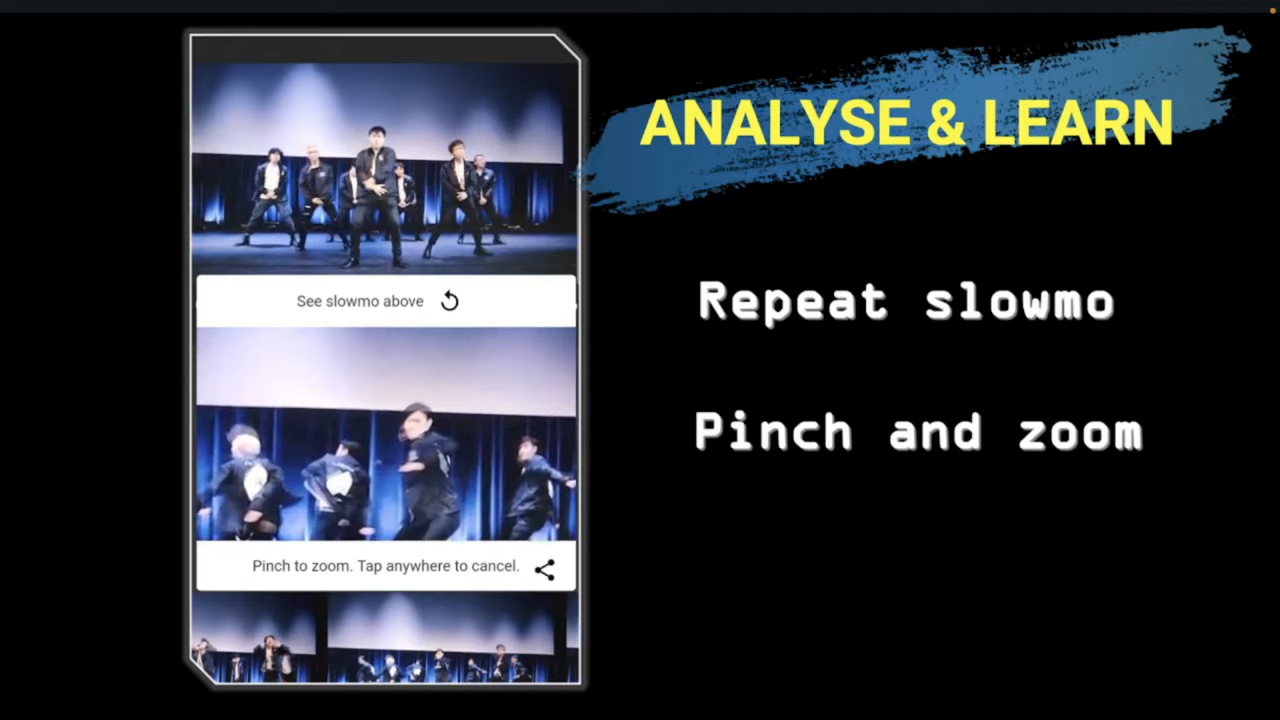 ANALYSE & LEARN
See slowmo above
Repeat slowmo
Pinch and zoom
Pinch to zoom. Tap anywhere to cancel.